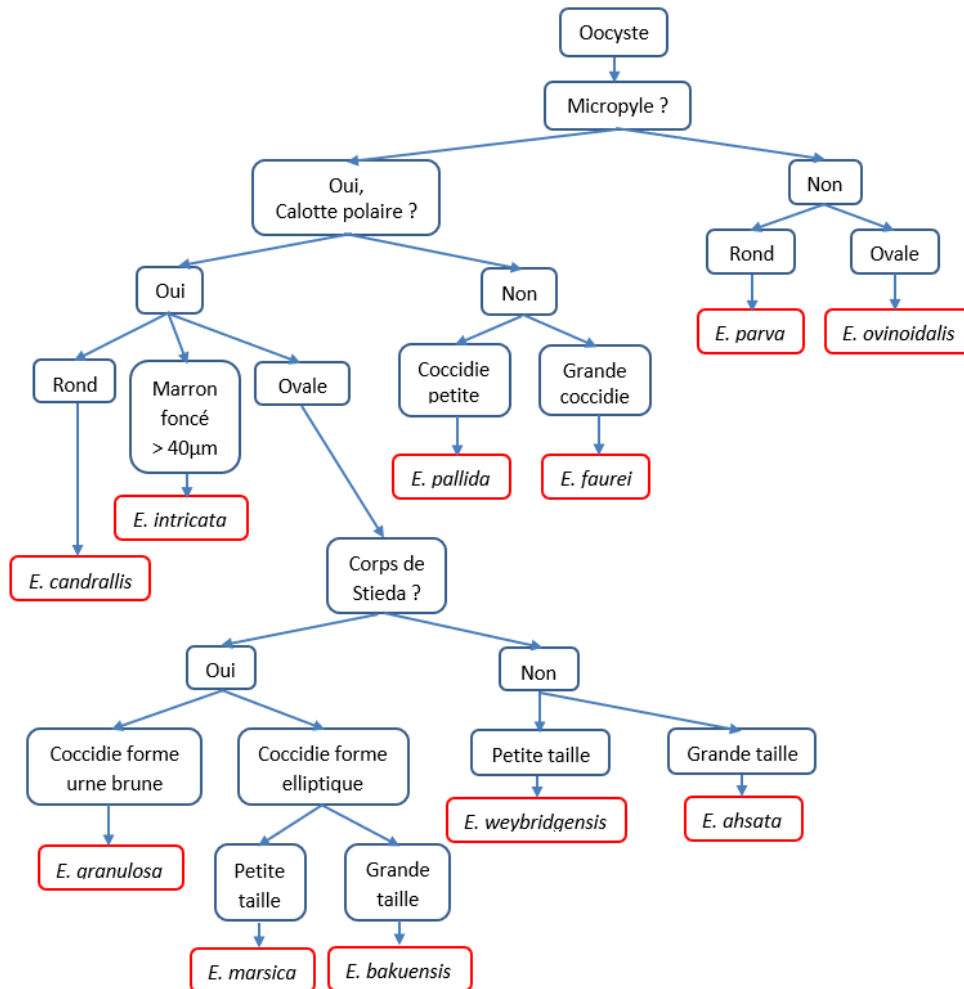 Oocyste
Micropyle ?
Oui,
Calotte polaire ?
Non
Rond
Ovale
Oui
Non
E. parva
E. ovinoidalis
Rond
Marron
foncé
> 40µm
Ovale
Coccidie
petite
Grande
coccidie
E. pallida
E. faurei
E. intricata
E. candrallis
Corps de
Stieda ?
Oui
Non
Coccidie forme
urne brune
Coccidie forme
elliptique
Petite taille
Grande taille
E. weybridgensis
E. ahsata
E. granulosa
Petite
taille
Grande
taille
E. marsica
E. bakuensis